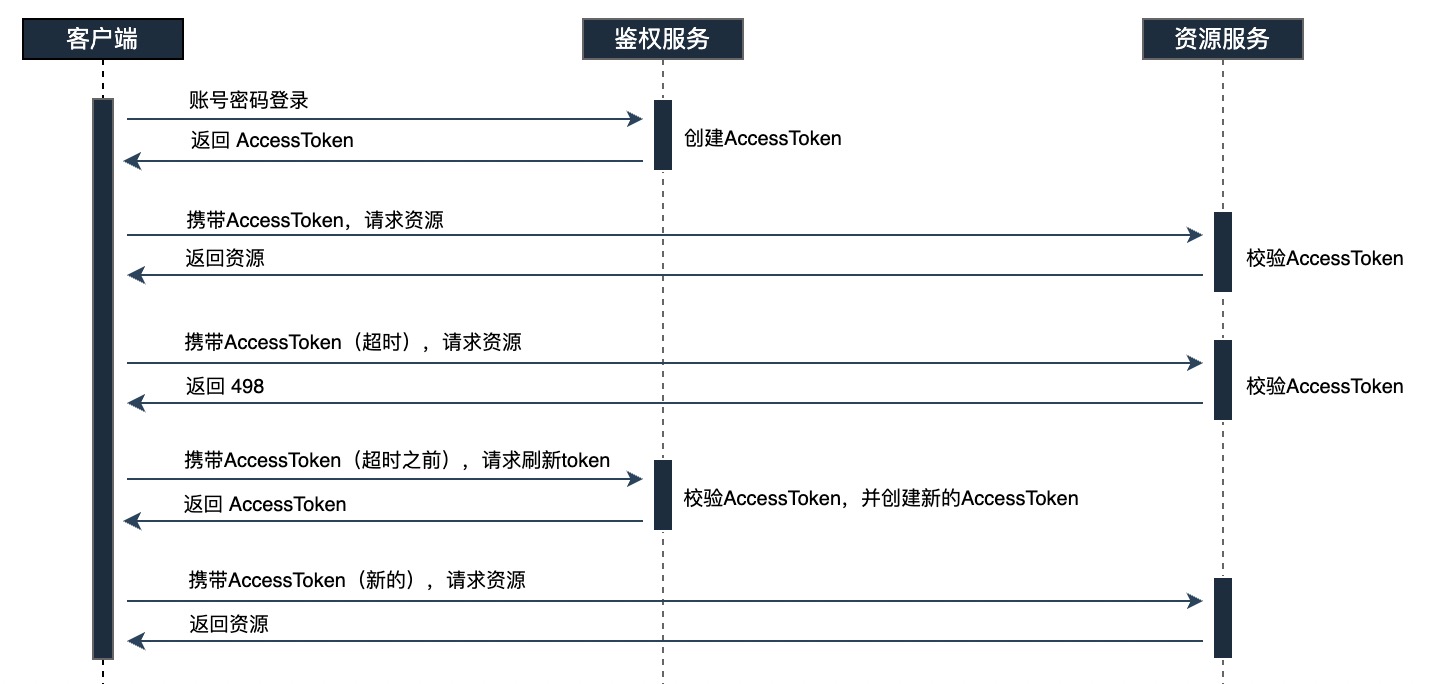 客户端
鉴权服务
资源服务
账号密码登录
返回 AccessToken
创建AccessToken
携带AccessToken，请求资源
返回资源
校验AccessToken
携带AccessToken（超时），请求资源
返回 498
校验AccessToken
携带AccessToken（超时之前），请求刷新token
返回 AccessToken
校验AccessToken，并创建新的AccessToken
携带AccessToken（新的），请求资源
返回资源